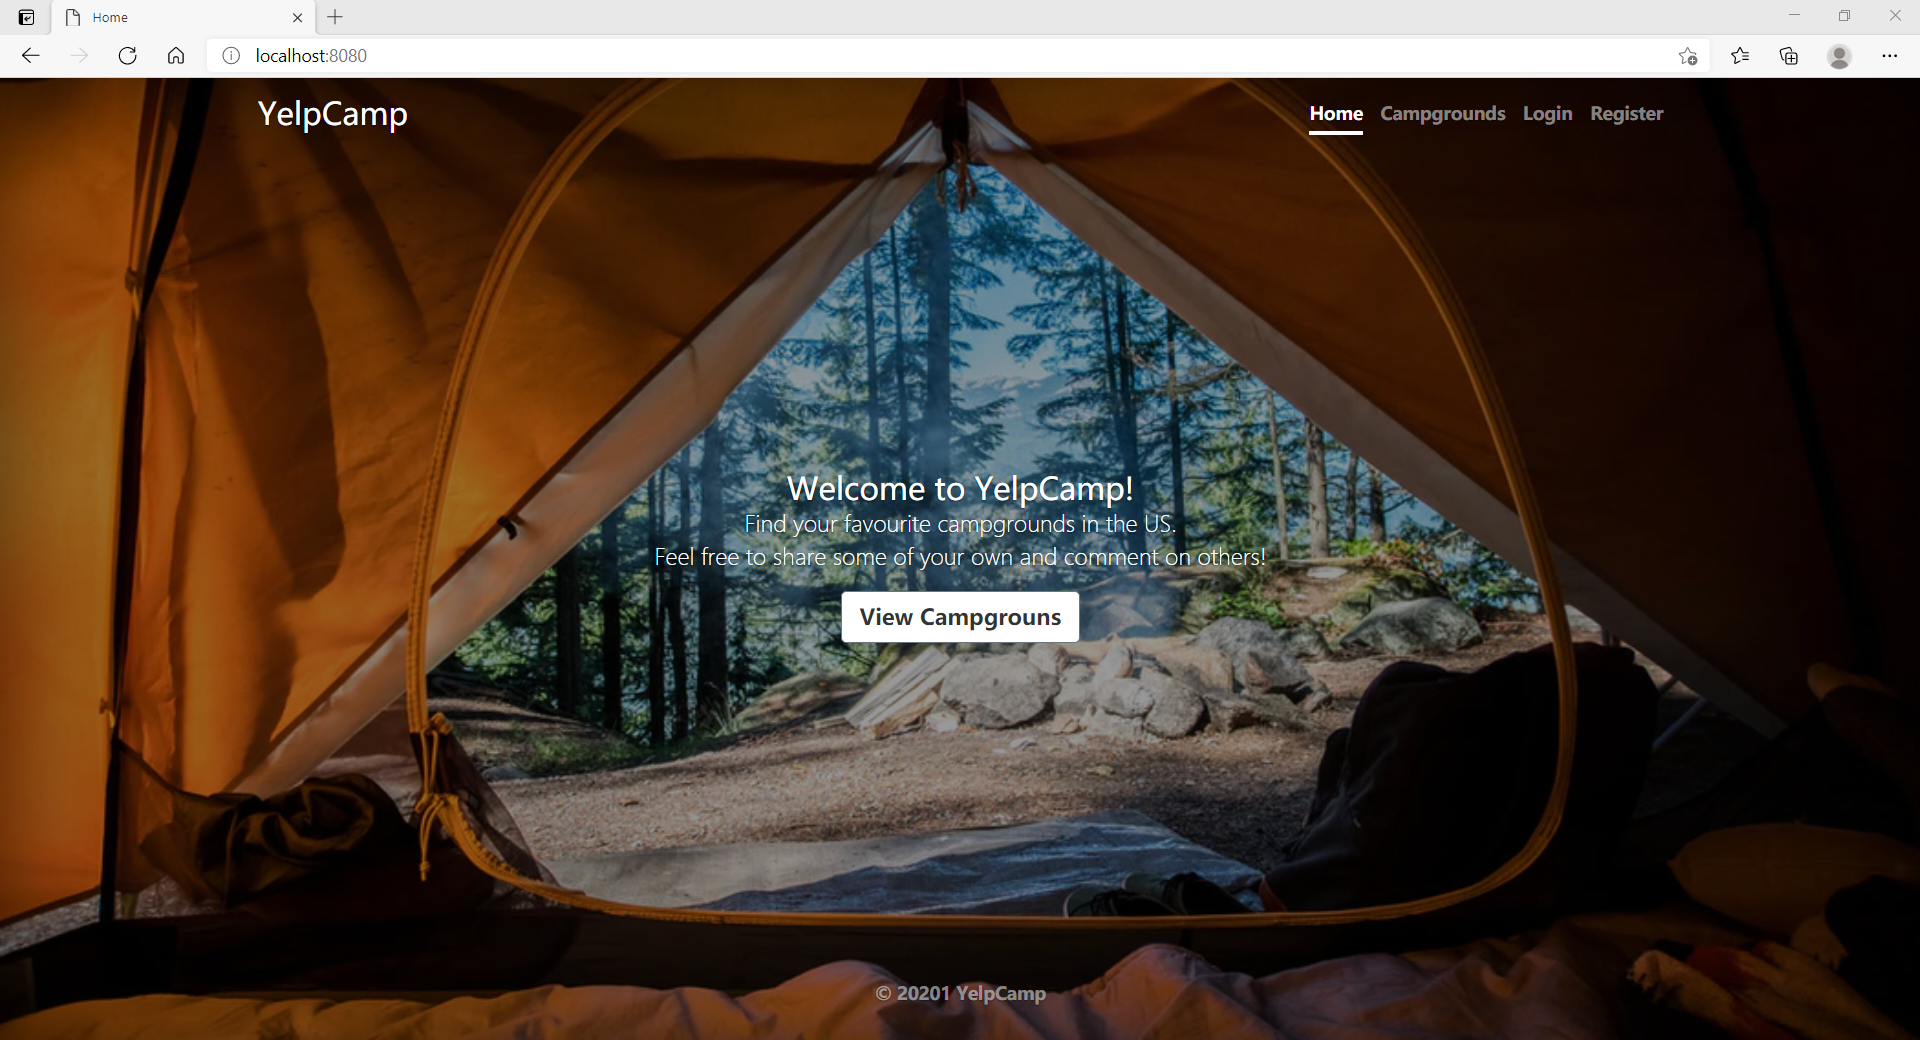 Home
localhost:8080
YelpCamp
Home Campgrounds Login Register
Welcome to YelpCamp!
Find your favourite campgrounds in the US.
Feel free to share some of your own and comment on others!
View Campgrouns
© 20201 YelpCamp